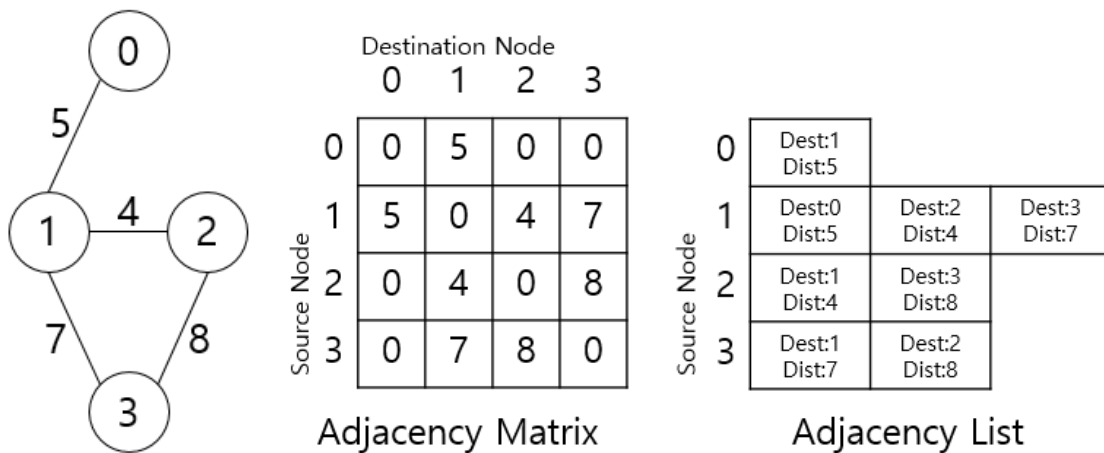 0
5
1
4
2
7
8
3
Destination Node
0 1 2 3
Source Node
0 0 5 0 0
1 5 0 4 7
2 0 4 0 8
3 0 7 8 0
Adjacency Matrix
Source Node
0
Dest:1
Dist:5
1
Dest:0
Dist:5
Dest:2
Dist:4
Dest:3
Dist:7
2
Dest:1
Dist:4
Dest:3
Dist:8
3
Dest:1
Dist:7
Dest:2
Dist:8
Adjacency List